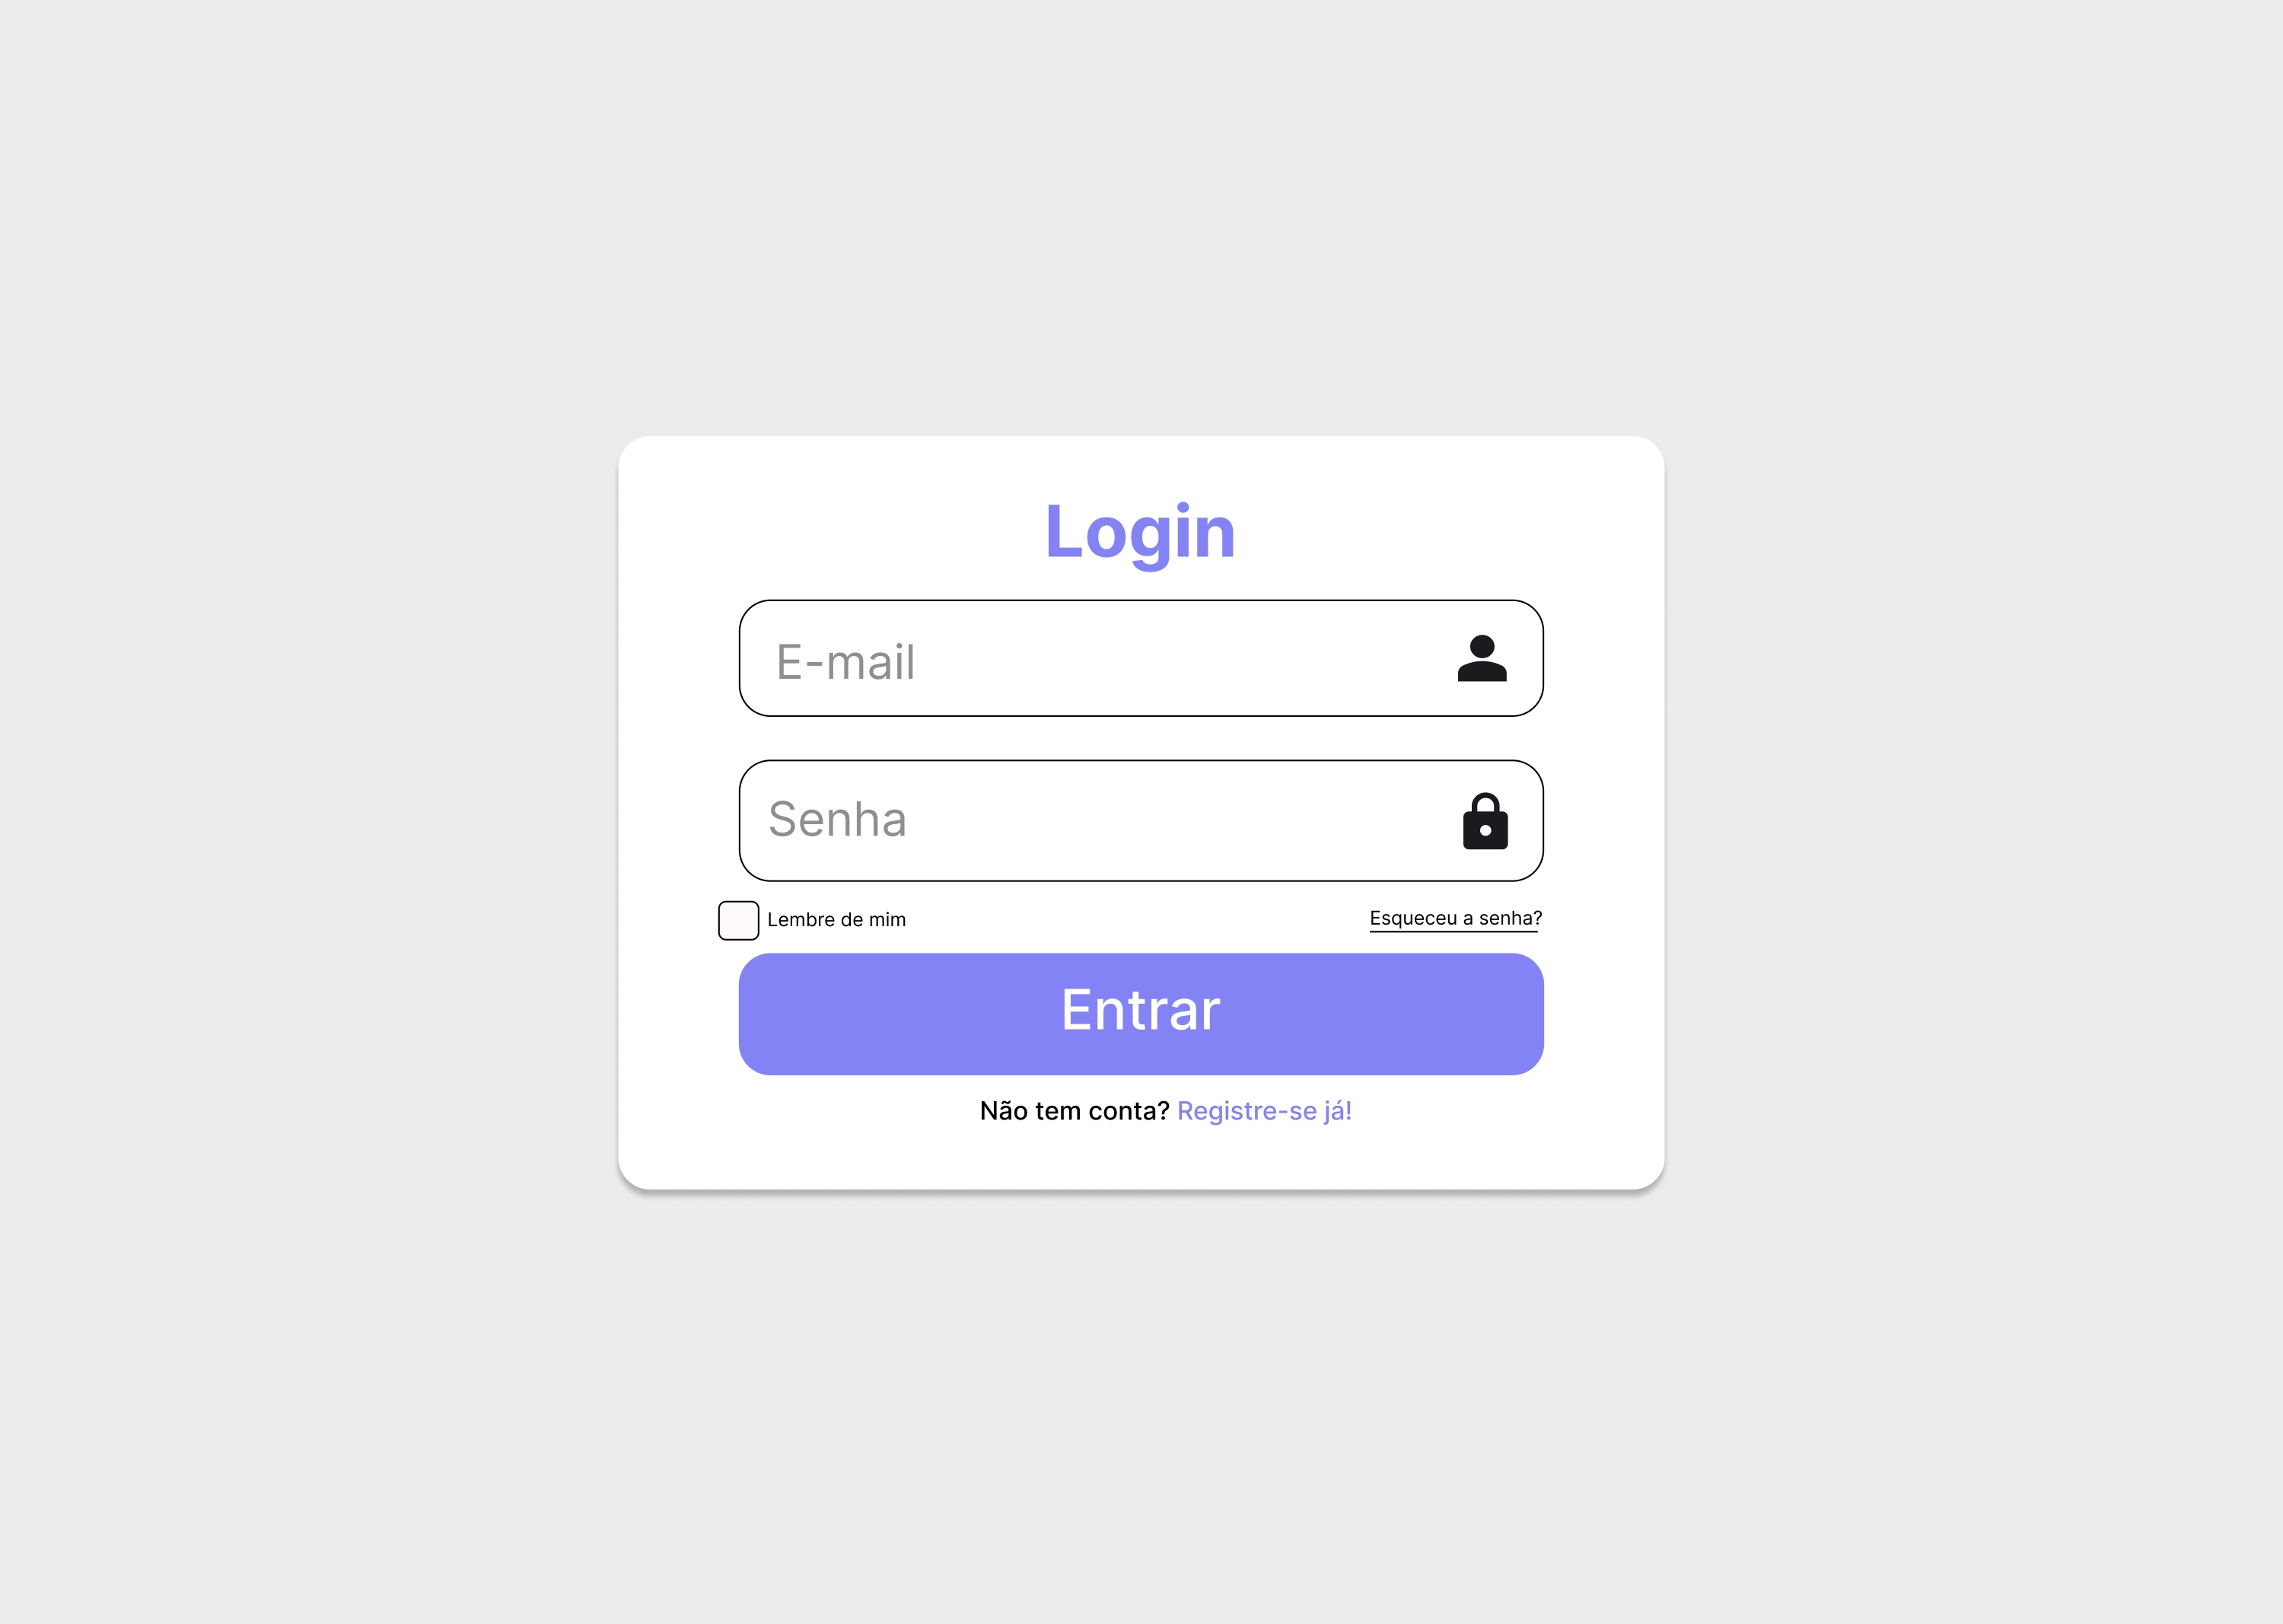 Login
E-mail
Senha
Lembre de mim
Esqueceu a senha?
Entrar
Não tem conta? Registre-se já!